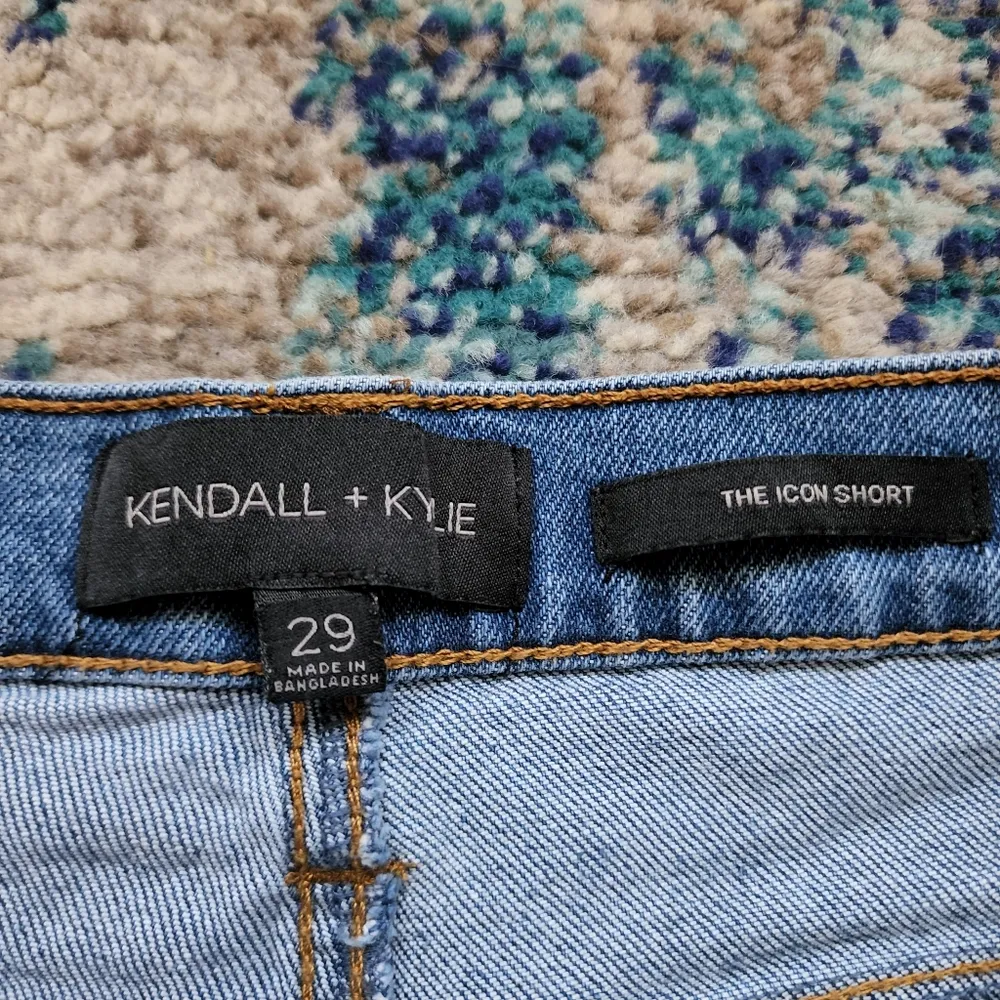 KENDALL + KYLIE
THE ICON SHORT
29
MADE IN
BANGLADESH